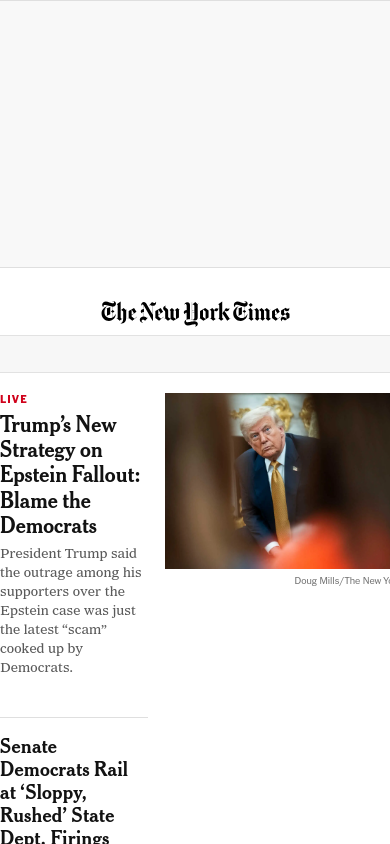 The New York Times
LIVE
Trump’s New
Strategy on
Epstein Fallout:
Blame the
Democrats
President Trump said
the outrage among his
supporters over the
Epstein case was just
the latest “scam”
cooked up by
Democrats.
Doug Mills/The New Yo
Senate
Democrats Rail
at ‘Sloppy,
Rushed’ State
Dept. Firings